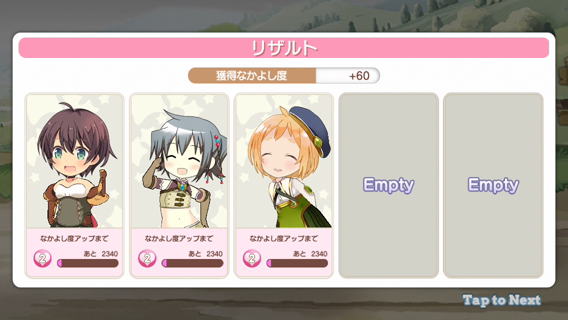 リザルト
獲得なかよし度 +60
なかよし度アップまで
2 あと 2340
なかよし度アップまで
2 あと 2340
なかよし度アップまで
2 あと 2340
Empty
Empty
Tap to Next